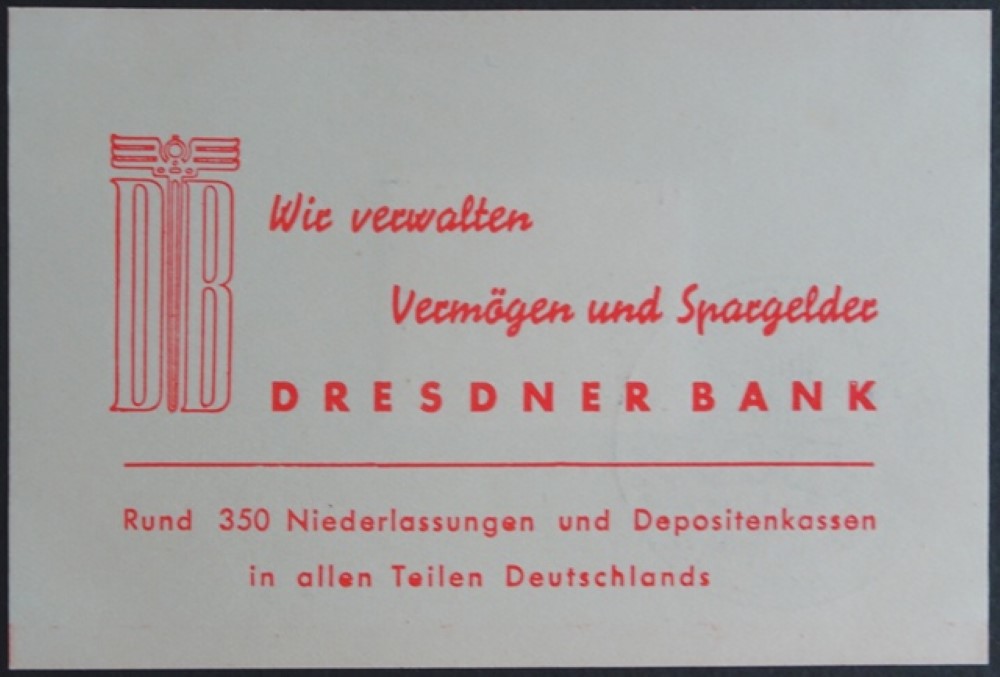 DB
Wir verwalten
Vermögen und Spargelder
DRESDNER BANK
Rund 350 Niederlassungen und Depositenkassen
in allen Teilen Deutschlands